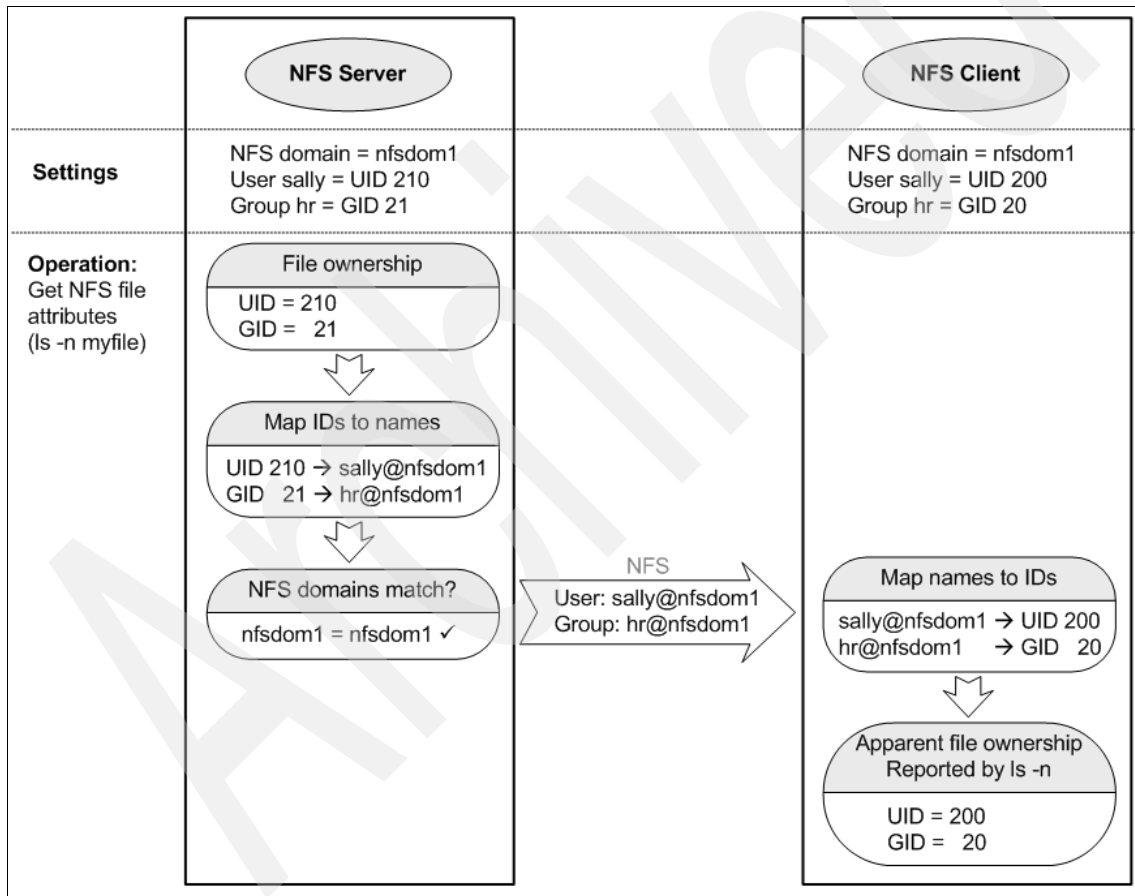 NFS Server
NFS Client
Settings
NFS domain = nfsdom1
User sally = UID 210
Group hr = GID 21
NFS domain = nfsdom1
User sally = UID 200
Group hr = GID 20
Operation:
Get NFS file
attributes
(ls -n myfile)
File ownership
UID = 210
GID = 21
Map IDs to names
UID 210 → sally@nfsdom1
GID 21 → hr@nfsdom1
NFS domains match?
nfsdom1 = nfsdom1 ✓
NFS
User: sally@nfsdom1
Group: hr@nfsdom1
Map names to IDs
sally@nfsdom1 → UID 200
hr@nfsdom1 → GID 20
Apparent file ownership
Reported by ls -n
UID = 200
GID = 20
Archived